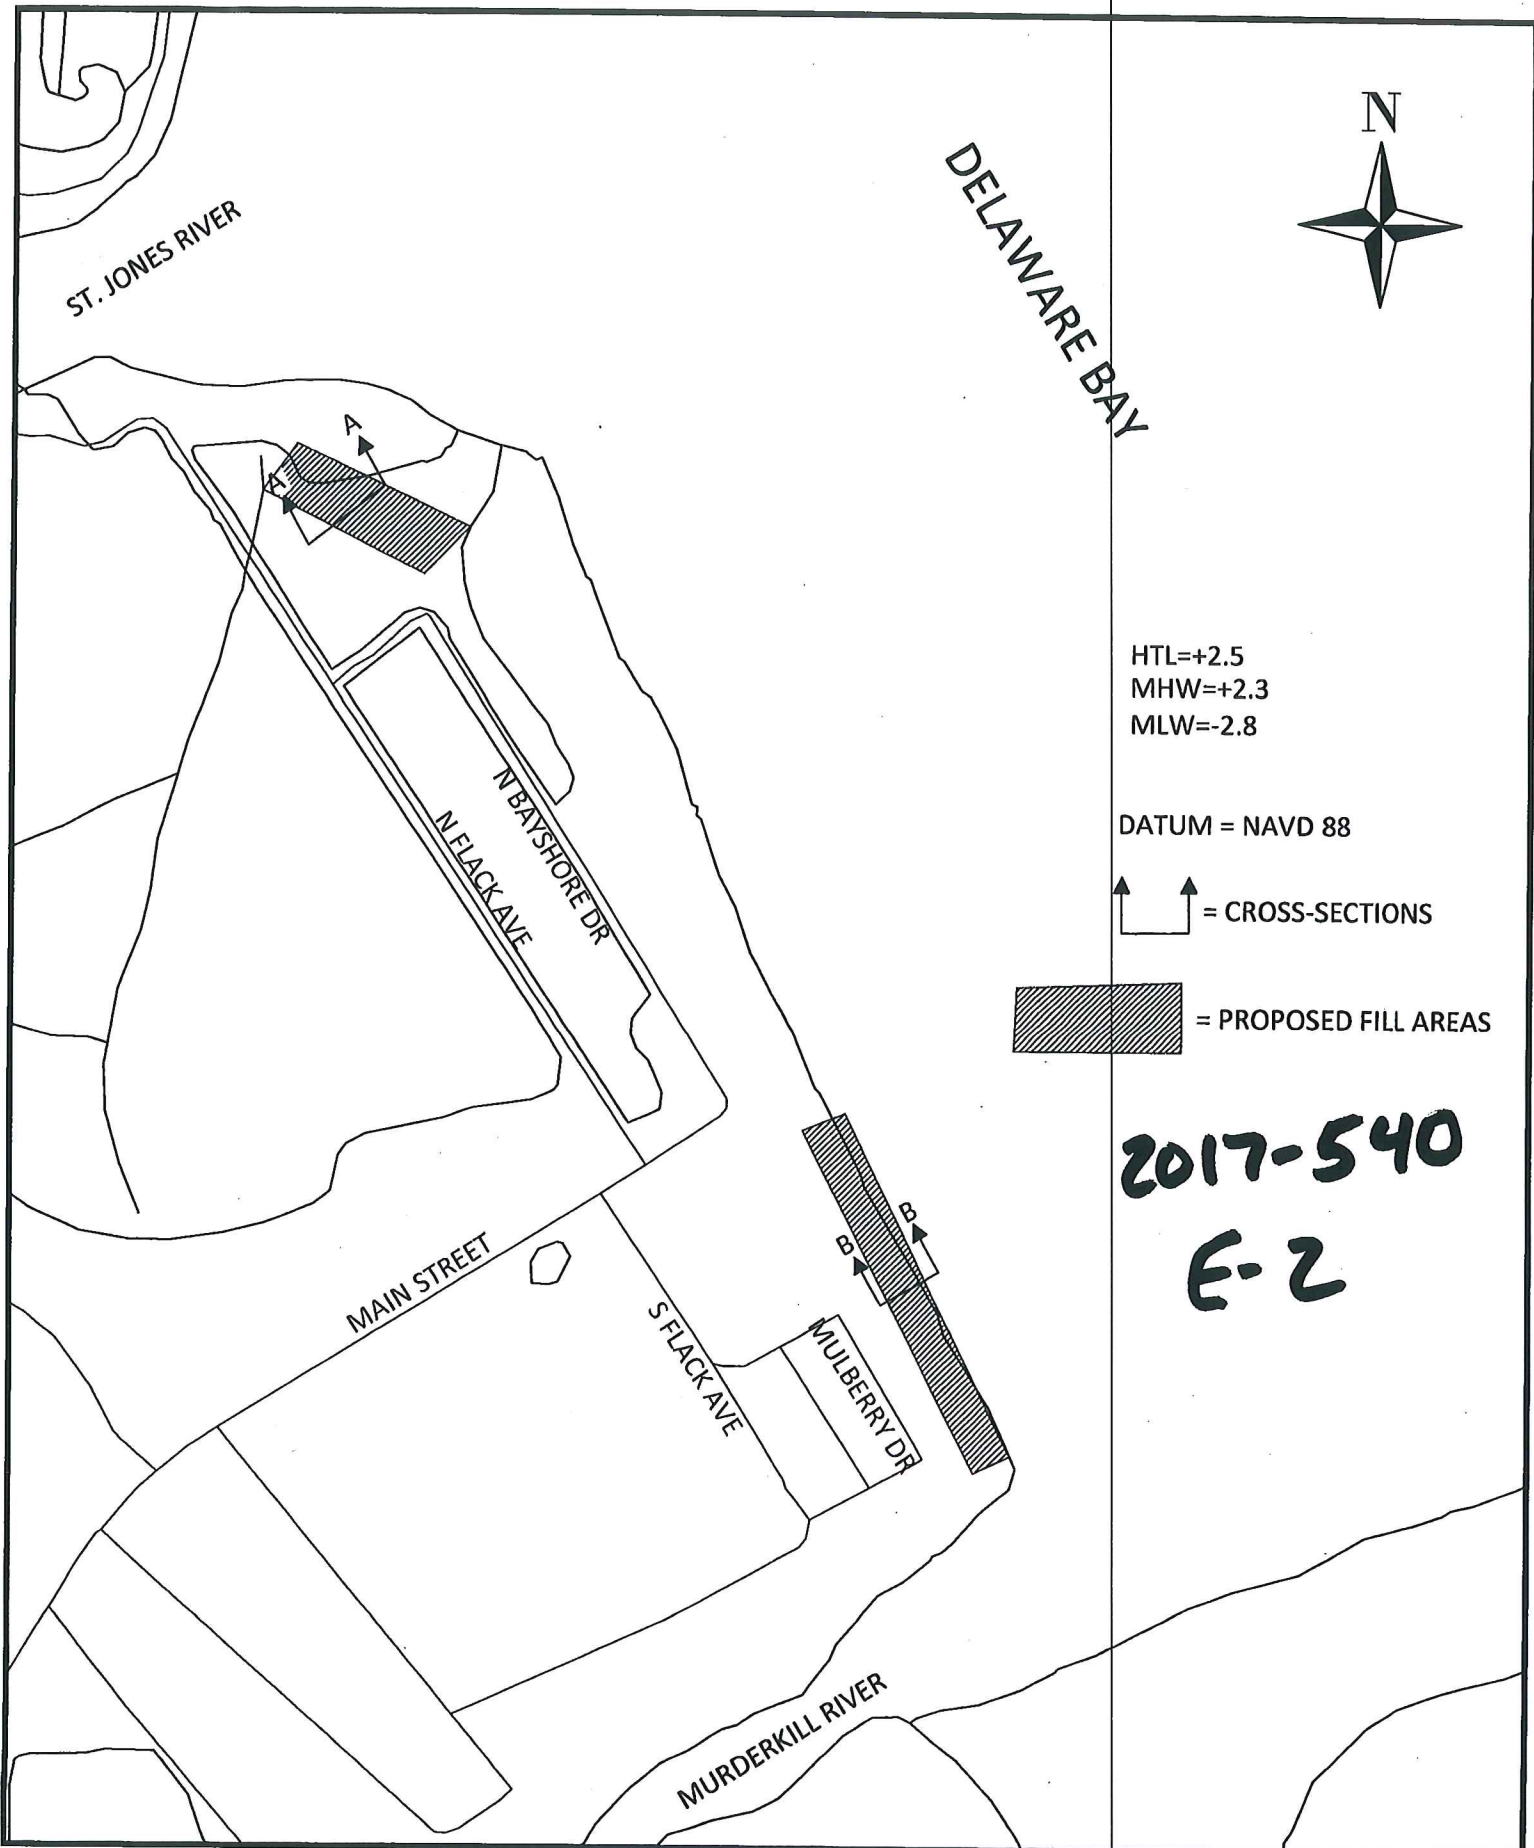 N
DELAWARE BAY
ST. JONES RIVER
A
A
HTL=+2.5
MHW=+2.3
MLW=-2.8
N BAYSHORE DR
N FLACK AVE
DATUM = NAVD 88
= CROSS-SECTIONS
= PROPOSED FILL AREAS
2017-540
E-2
B
B
MAIN STREET
S FLACK AVE
MULBERRY DR
MURDERKILL RIVER